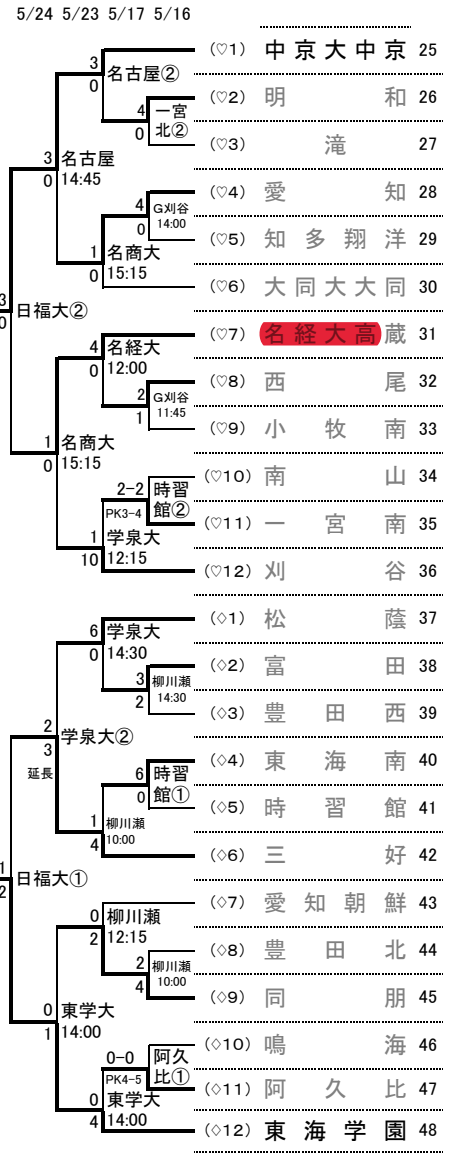 5/24 5/23 5/17 5/16
(♡1) 中京大中京 25
3
0
名古屋②
(♡2) 明和 26
4
0
一宮
北②
(♡3) 滝 27
3
0
名古屋
14:45
(♡4) 愛知 28
4
0
G刈谷
14:00
(♡5) 知多翔洋 29
1
0
名商大
15:15
(♡6) 大同大大同 30
3
0
日福大②
(♡7) 名経大高蔵 31
4
0
名経大
12:00
(♡8) 西尾 32
2
1
G刈谷
11:45
(♡9) 小牧南 33
1
0
名商大
15:15
(♡10) 南山 34
2-2
PK3-4
時習
館②
(♡11) 一宮南 35
1
10
学泉大
12:15
(♡12) 刈谷 36
(◇1) 松蔭 37
6
0
学泉大
14:30
(◇2) 富田 38
3
2
柳川瀬
14:30
(◇3) 豊田西 39
2
3
延長
学泉大②
(◇4) 東海南 40
6
0
時習
館①
(◇5) 時習館 41
1
4
柳川瀬
10:00
(◇6) 三好 42
1
2
日福大①
(◇7) 愛知朝鮮 43
0
2
柳川瀬
12:15
(◇8) 豊田北 44
2
4
柳川瀬
10:00
(◇9) 同朋 45
0
1
東学大
14:00
(◇10) 鳴海 46
0-0
PK4-5
阿久
比①
(◇11) 阿久比 47
0
4
東学大
14:00
(◇12) 東海学園 48